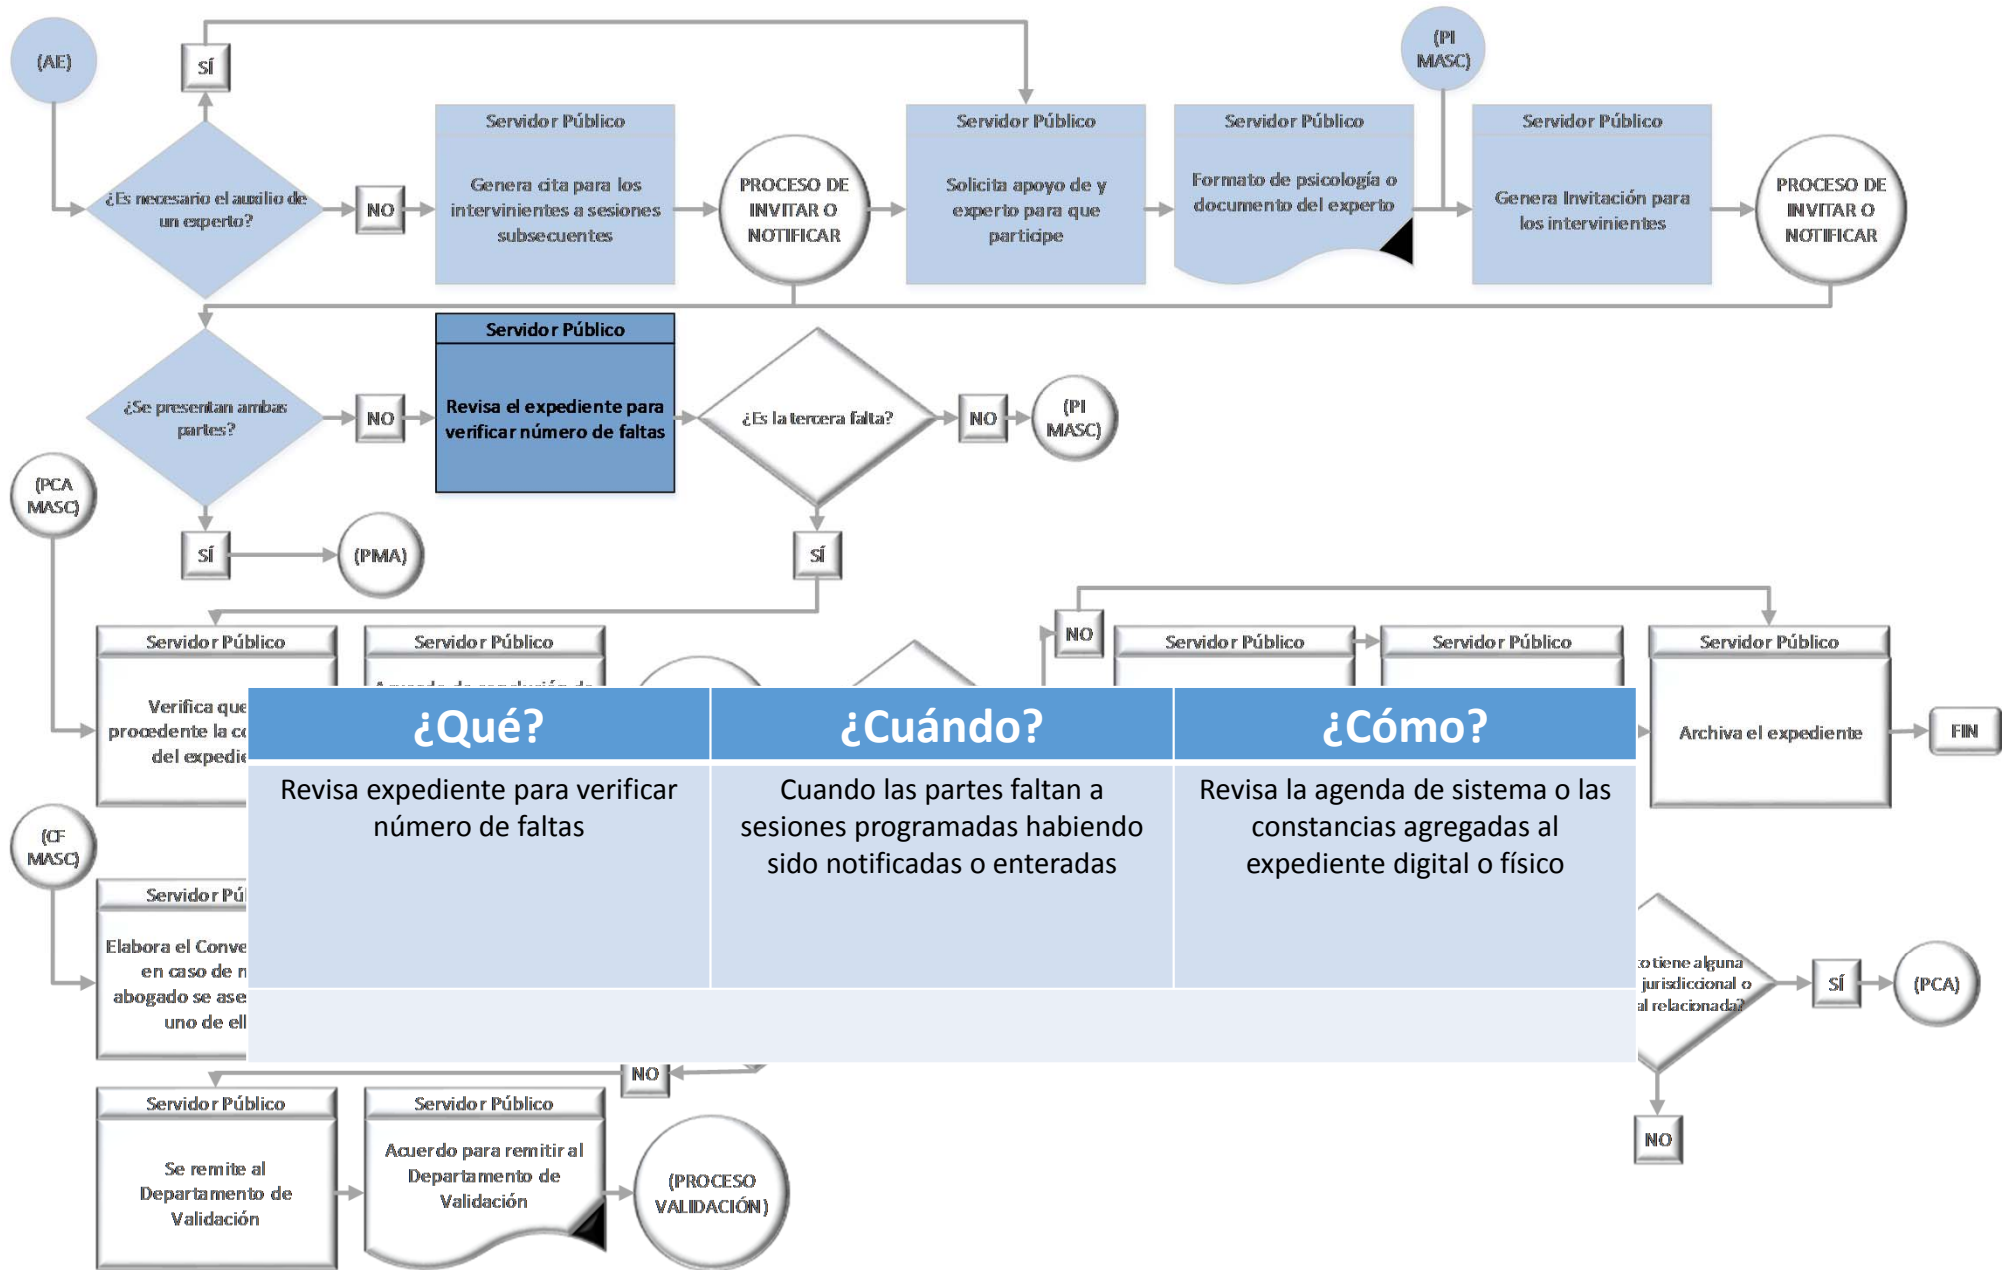 (AE)
SÍ
(PI
MASC)
¿Es necesario el auxilio de
un experto?
NO
Servidor Público
Genera cita para los
intervinientes a sesiones
subsecuentes
PROCESO DE
INVITAR O
NOTIFICAR
Servidor Público
Solicita apoyo de y
experto para que
participe
Servidor Público
Formato de psicología o
documento del experto
Servidor Público
Genera Invitación para
los intervinientes
PROCESO DE
INVITAR O
NOTIFICAR
¿Se presentan ambas
partes?
NO
Servidor Público
Revisa el expediente para
verificar número de faltas
¿Es la tercera falta?
NO
(PI
MASC)
(PCA
MASC)
SÍ
(PMA)
SÍ
Servidor Público
Verifica que
procedente la co
del expedie
Servidor Público
NO
Servidor Público
Servidor Público
Servidor Público
Archiva el expediente
FIN
¿Qué?
¿Cuándo?
¿Cómo?
Revisa expediente para verificar
número de faltas
Cuando las partes faltan a
sesiones programadas habiendo
sido notificadas o enteradas
Revisa la agenda de sistema o las
constancias agregadas al
expediente digital o físico
(CF
MASC)
Servidor Pú
Elabora el Conve
en caso de n
abogado se ase
uno de ell
to tiene alguna
jurisdiccional o
al relacionada?
SÍ
(PCA)
NO
NO
Servidor Público
Se remite al
Departamento de
Validación
Servidor Público
Acuerdo para remitir al
Departamento de
Validación
(PROCESO
VALIDACIÓN)